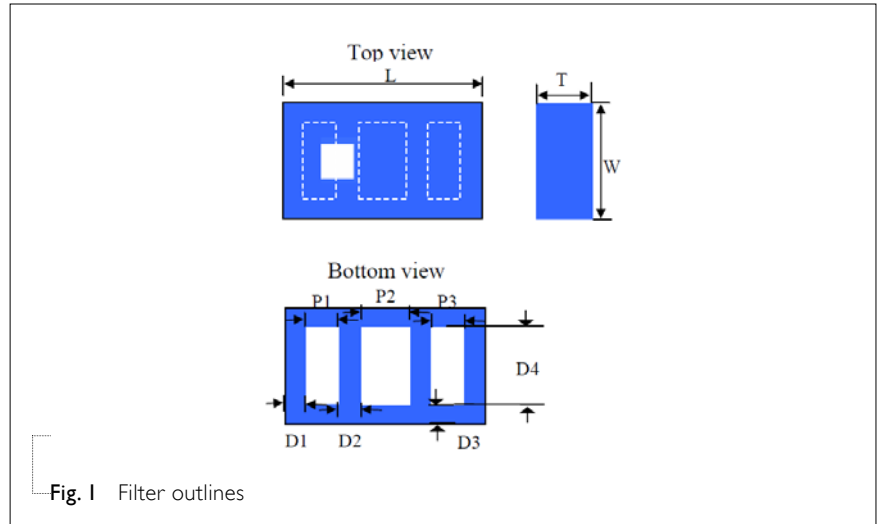 Top view
L
T
W
Bottom view
P1 P2 P3
D4
D1 D2 D3
Fig. 1 Filter outlines